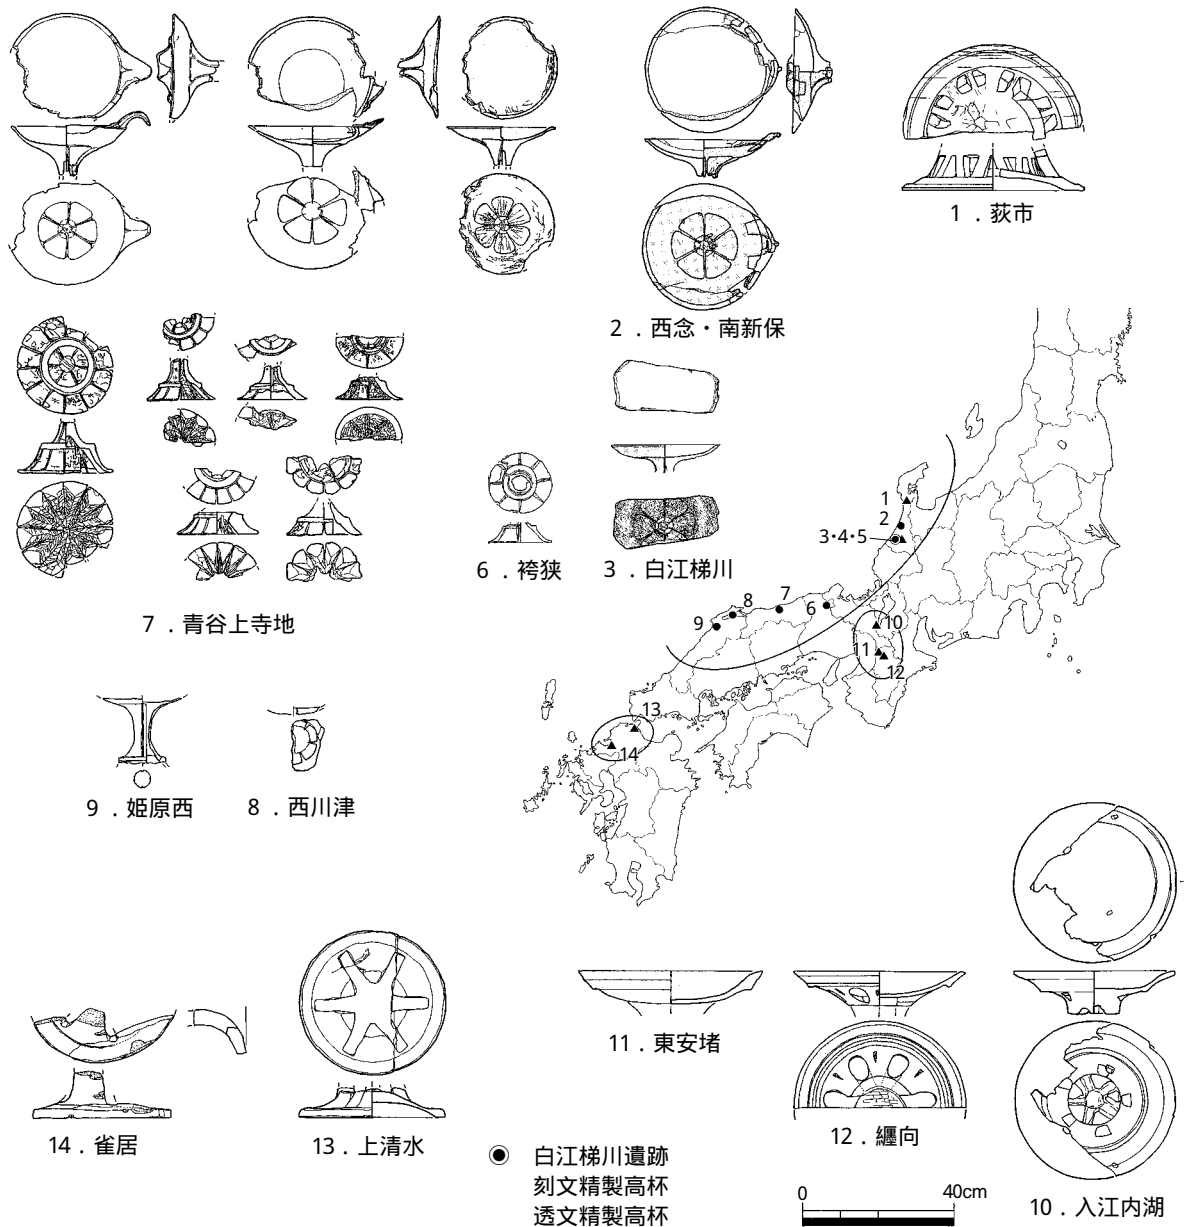 1．荻市
2．西念・南新保
6．袴狭
3．白江梯川
7．青谷上寺地
1
2
3・4・5
7
8
6
9
10
11
12
13
14
9．姫原西
8．西川津
11．東安堵
14．雀居
13．上清水
12．纒向
10．入江内湖
白江梯川遺跡
刻文精製高杯
透文精製高杯
0 40cm